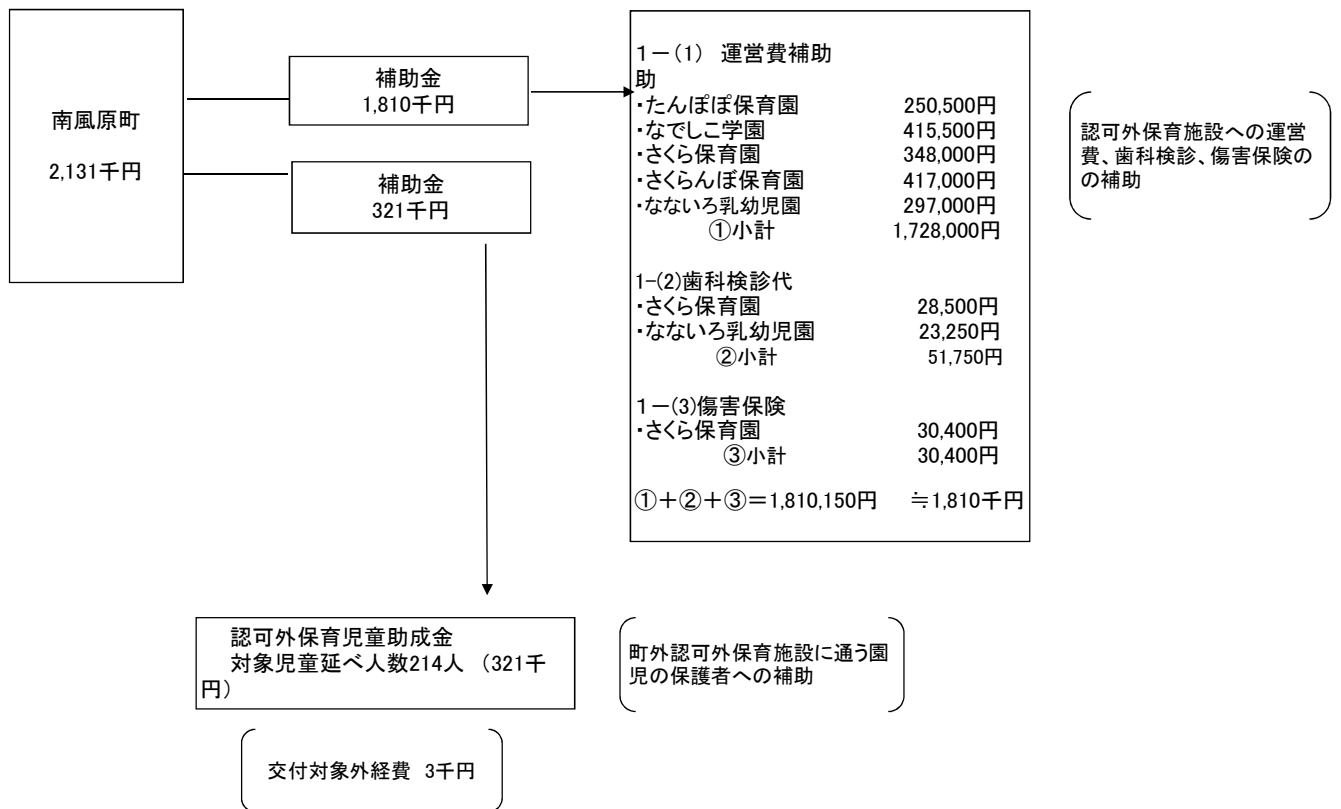 南風原町
2,131千円
補助金
1,810千円
補助金
321千円
1－(1) 運営費補助
助
・たんぽぽ保育園 250,500円
・なでしこ学園 415,500円
・さくら保育園 348,000円
・さくらんぼ保育園 417,000円
・なないろ乳幼児園 297,000円
①小計 1,728,000円
1-(2)歯科検診代
・さくら保育園 28,500円
・なないろ乳幼児園 23,250円
②小計 51,750円
1－(3)傷害保険
・さくら保育園 30,400円
③小計 30,400円
①＋②＋③＝1,810,150円 ≒1,810千円
認可外保育施設への運営
費、歯科検診、傷害保険の
の補助
認可外保育児童助成金
対象児童延べ人数214人 （321千
円）
町外認可外保育施設に通う園
児の保護者への補助
交付対象外経費 3千円